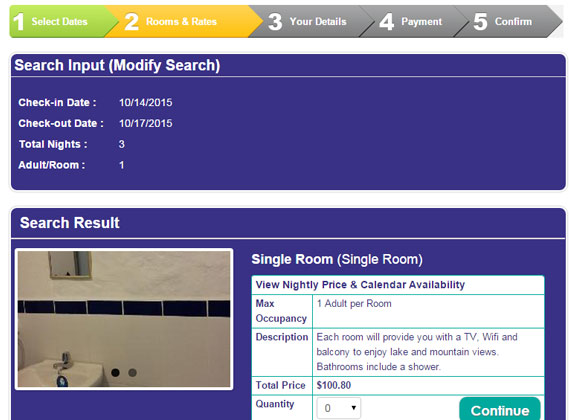 1 Select Dates 2 Rooms & Rates 3 Your Details 4 Payment 5 Confirm
Search Input (Modify Search)
Check-in Date : 10/14/2015
Check-out Date : 10/17/2015
Total Nights : 3
Adult/Room : 1
Search Result
Single Room (Single Room)
View Nightly Price & Calendar Availability
Max Occupancy 1 Adult per Room
Description Each room will provide you with a TV, Wifi and
balcony to enjoy lake and mountain views.
Bathrooms include a shower.
Total Price $100.80
Quantity 0 Continue